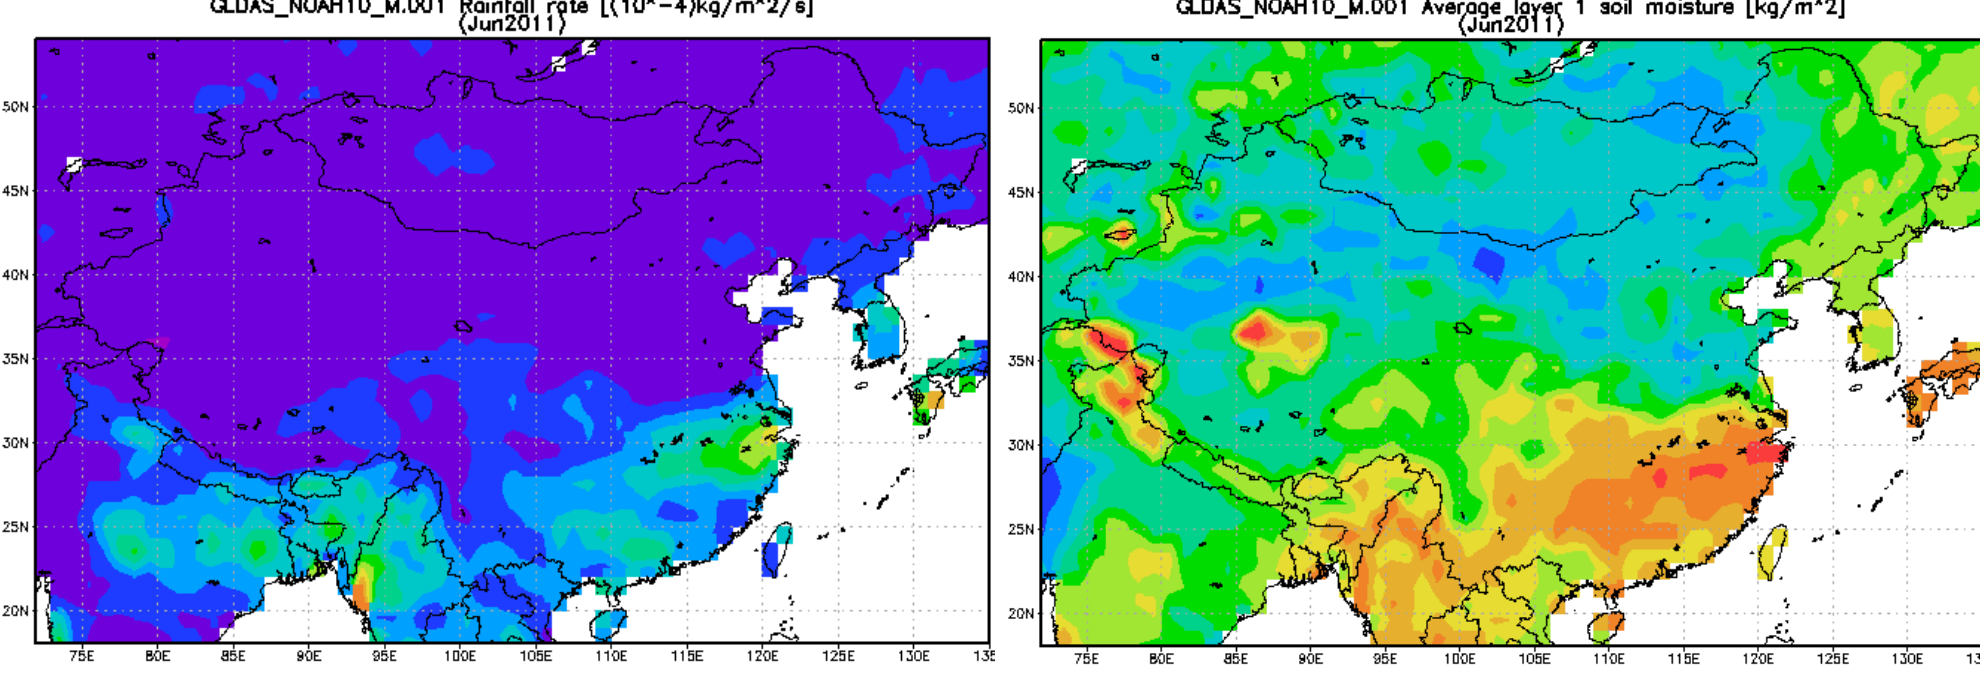 GLDAS_NOAH10_M.001 Rainfall rate [(10^-4)kg/m^2/s]
(Jun2011)
50N
45N
40N
35N
30N
25N
20N
75E 80E 85E 90E 95E 100E 105E 110E 115E 120E 125E 130E 135
GLDAS_NOAH10_M.001 Average layer 1 soil moisture [kg/m^2]
(Jun2011)
50N
45N
40N
35N
30N
25N
20N
75E 80E 85E 90E 95E 100E 105E 110E 115E 120E 125E 130E 13